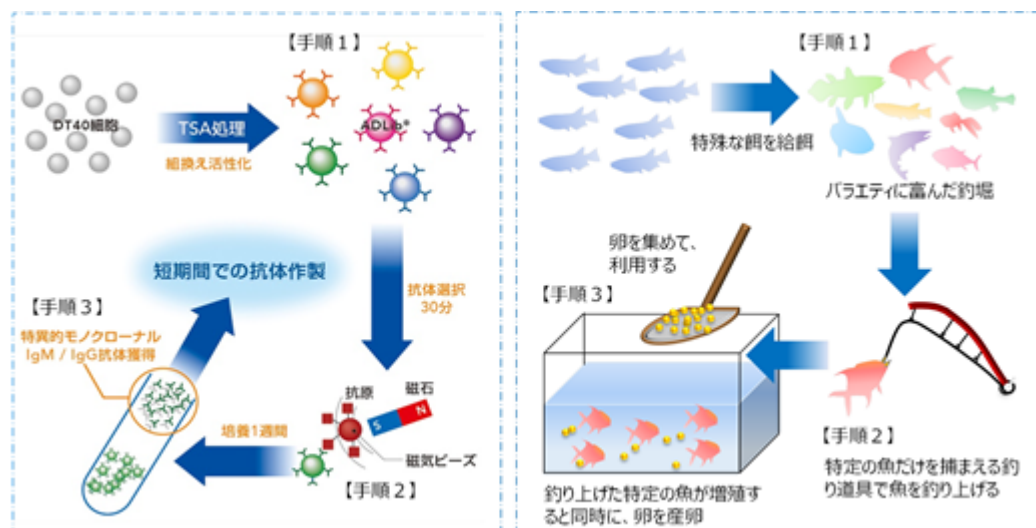 【手順1】
DT40細胞
TSA処理
組換え活性化
ADLib®
短期間での抗体作製
抗体選択
30分
【手順3】
特異的モノクローナル
IgM / IgG抗体獲得
抗原
磁石
S
N
培養1週間
磁気ビーズ
【手順2】
【手順1】
特殊な餌を給餌
バラエティに富んだ釣堀
卵を集めて、
利用する
【手順3】
【手順2】
特定の魚だけを捕まえる釣
り道具で魚を釣り上げる
釣り上げた特定の魚が増殖す
ると同時に、卵を産卵